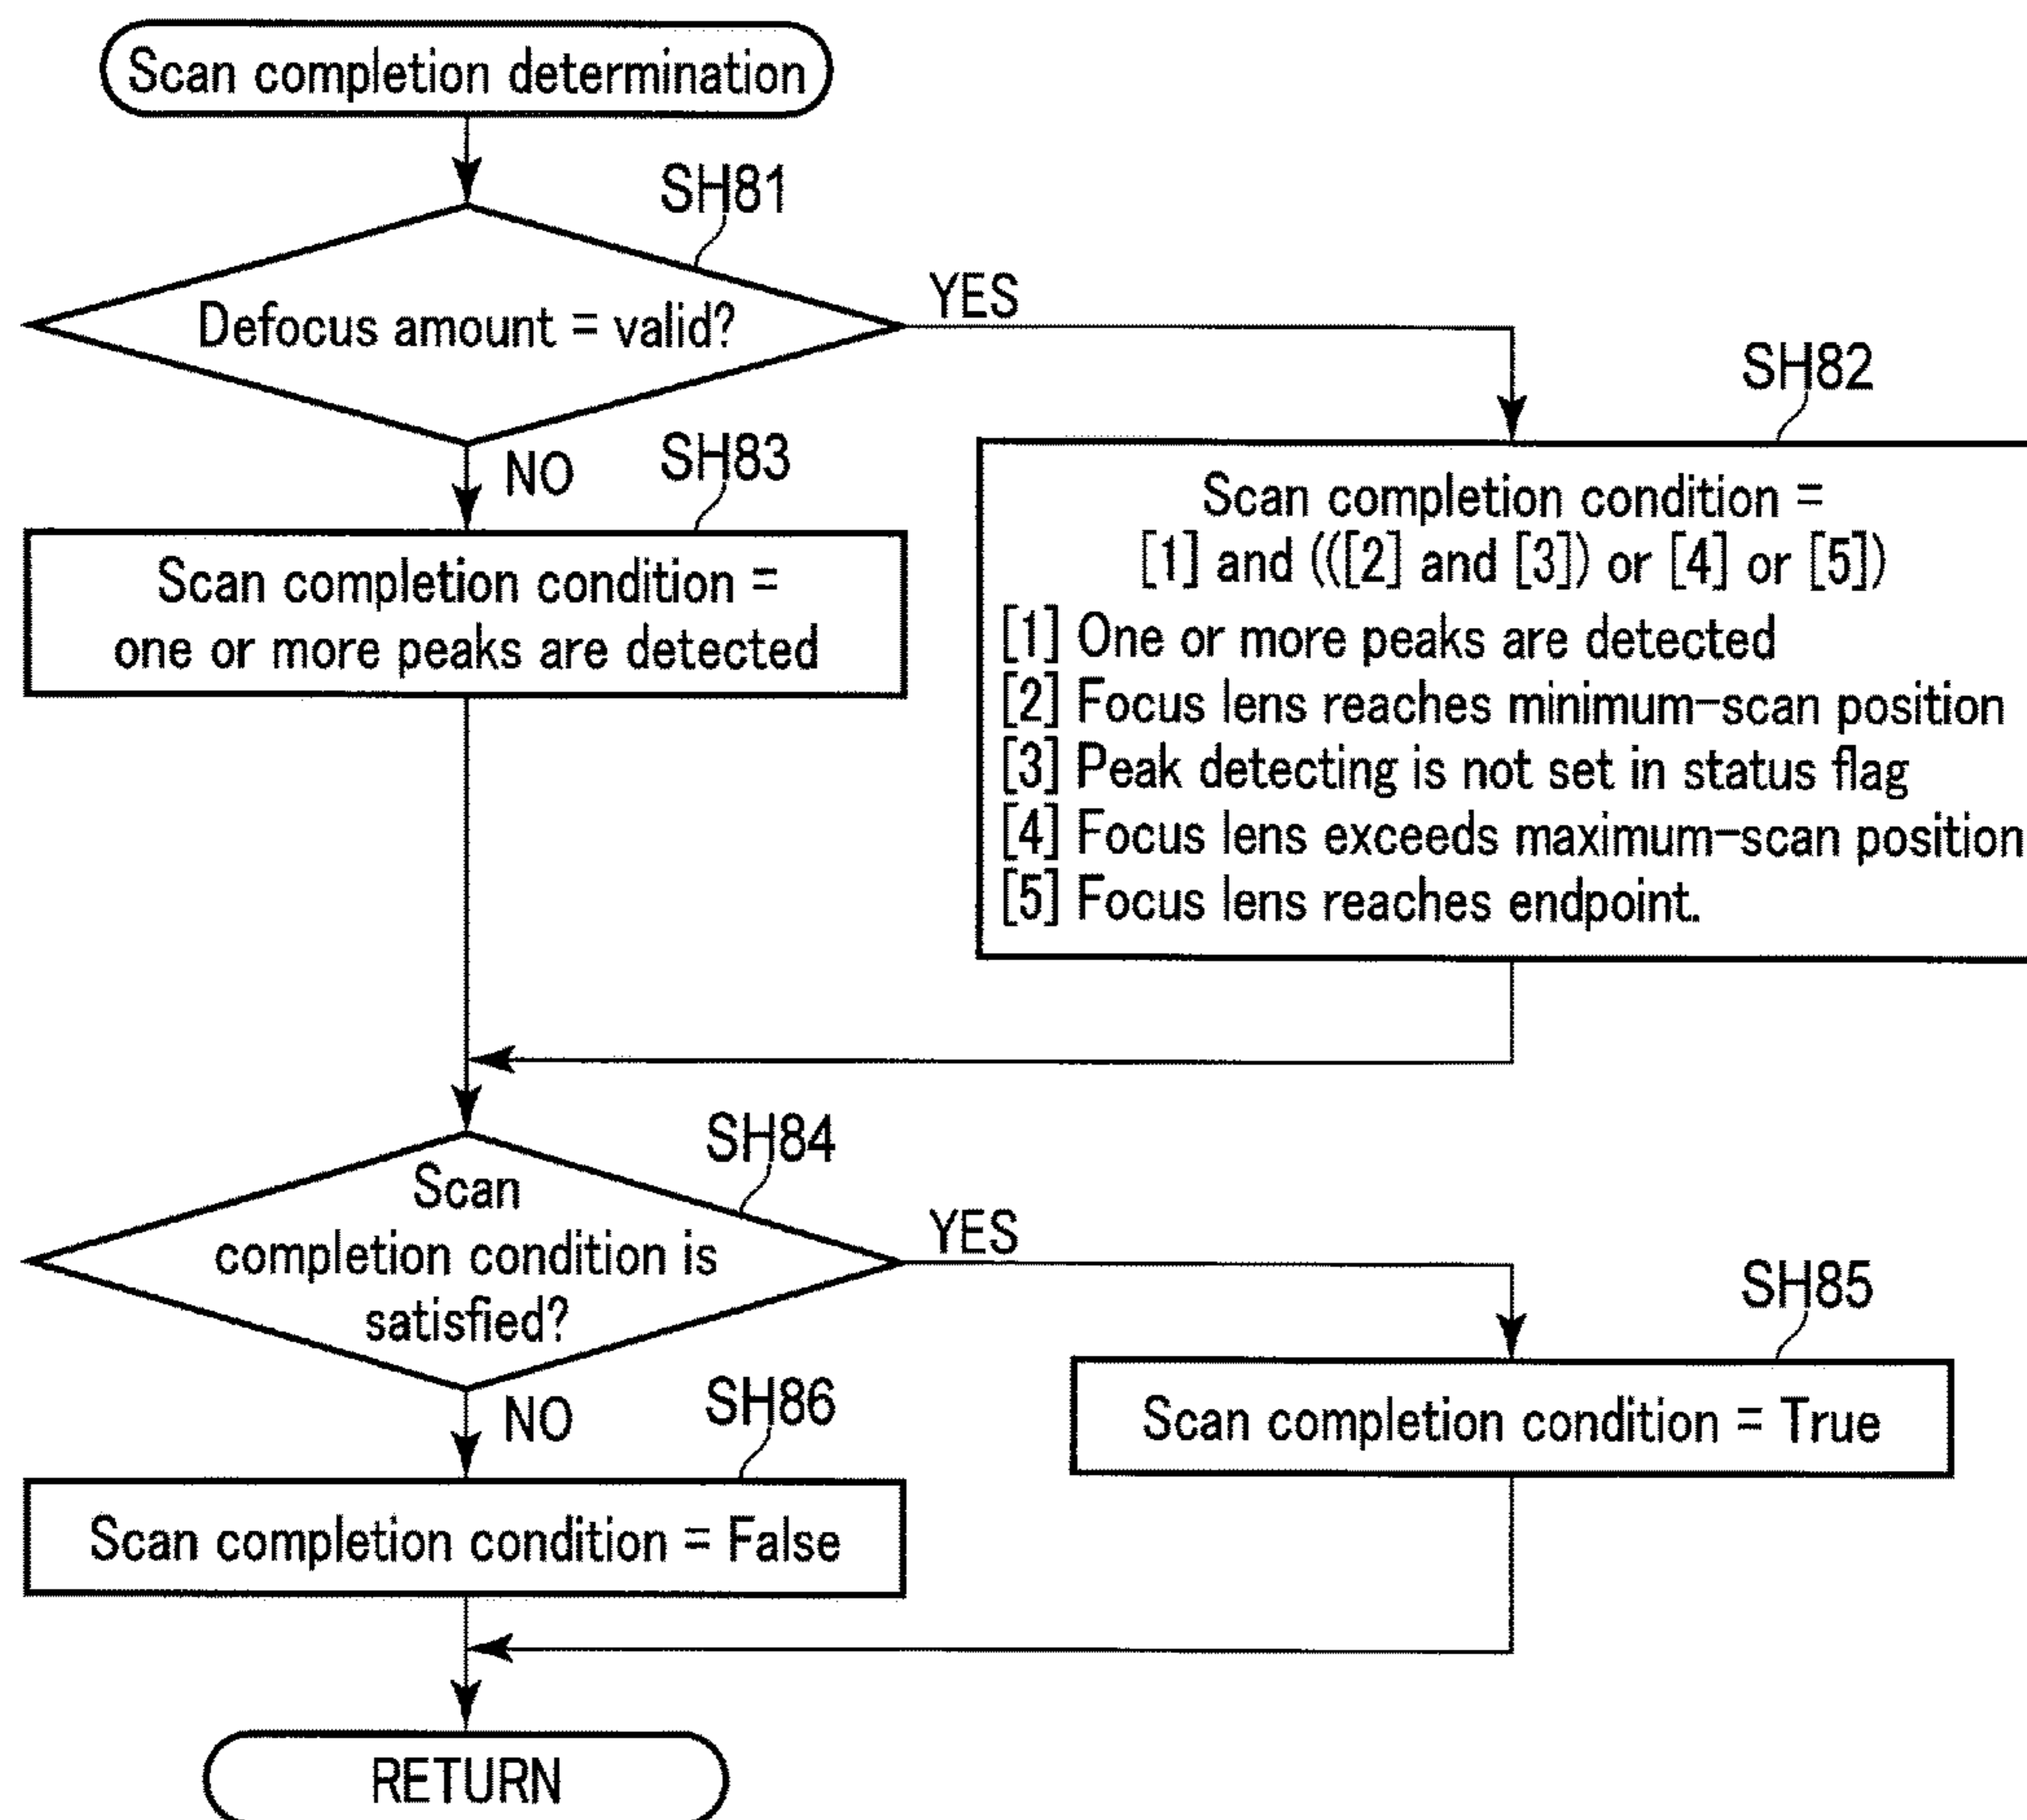 Scan completion determination
SH81
Defocus amount = valid?
YES
SH82
Scan completion condition =
[1] and (([2] and [3]) or [4] or [5])
[1] One or more peaks are detected
[2] Focus lens reaches minimum-scan position
[3] Peak detecting is not set in status flag
[4] Focus lens exceeds maximum-scan position
[5] Focus lens reaches endpoint.
NO
SH83
Scan completion condition =
one or more peaks are detected
SH84
Scan
completion condition is
satisfied?
YES
SH85
Scan completion condition = True
NO
SH86
Scan completion condition = False
RETURN